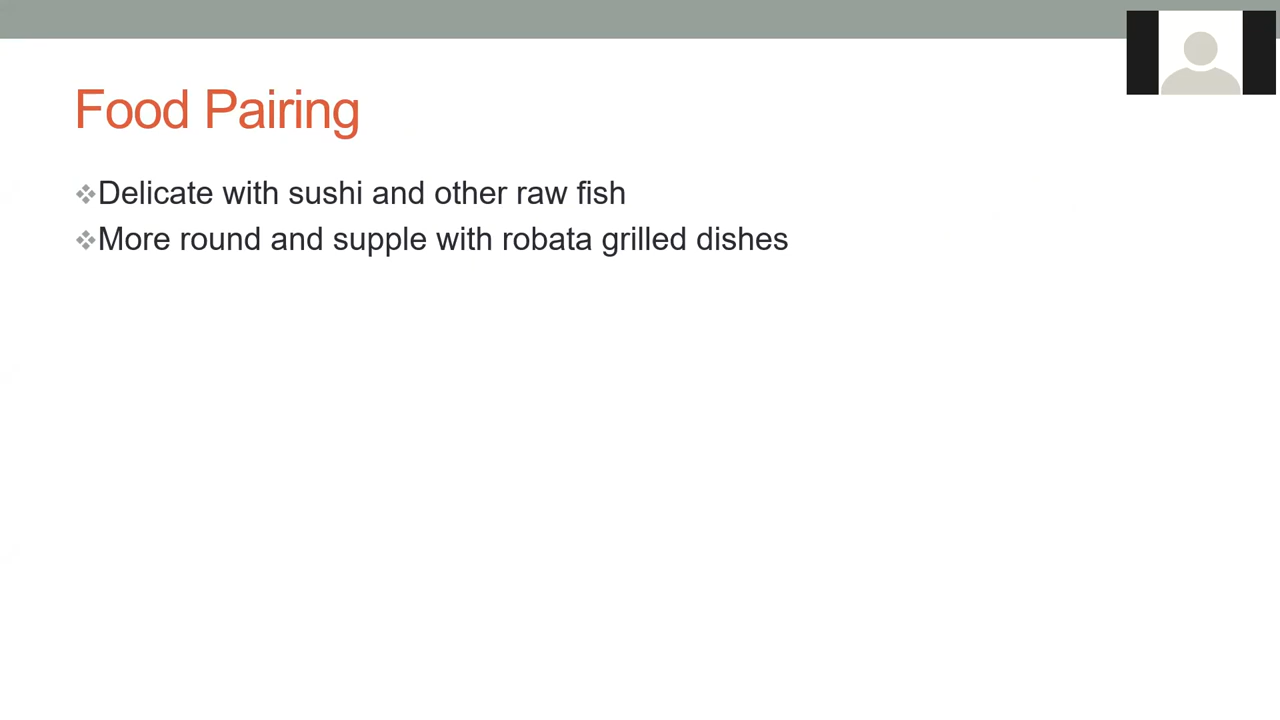 Food Pairing
Delicate with sushi and other raw fish
More round and supple with robata grilled dishes